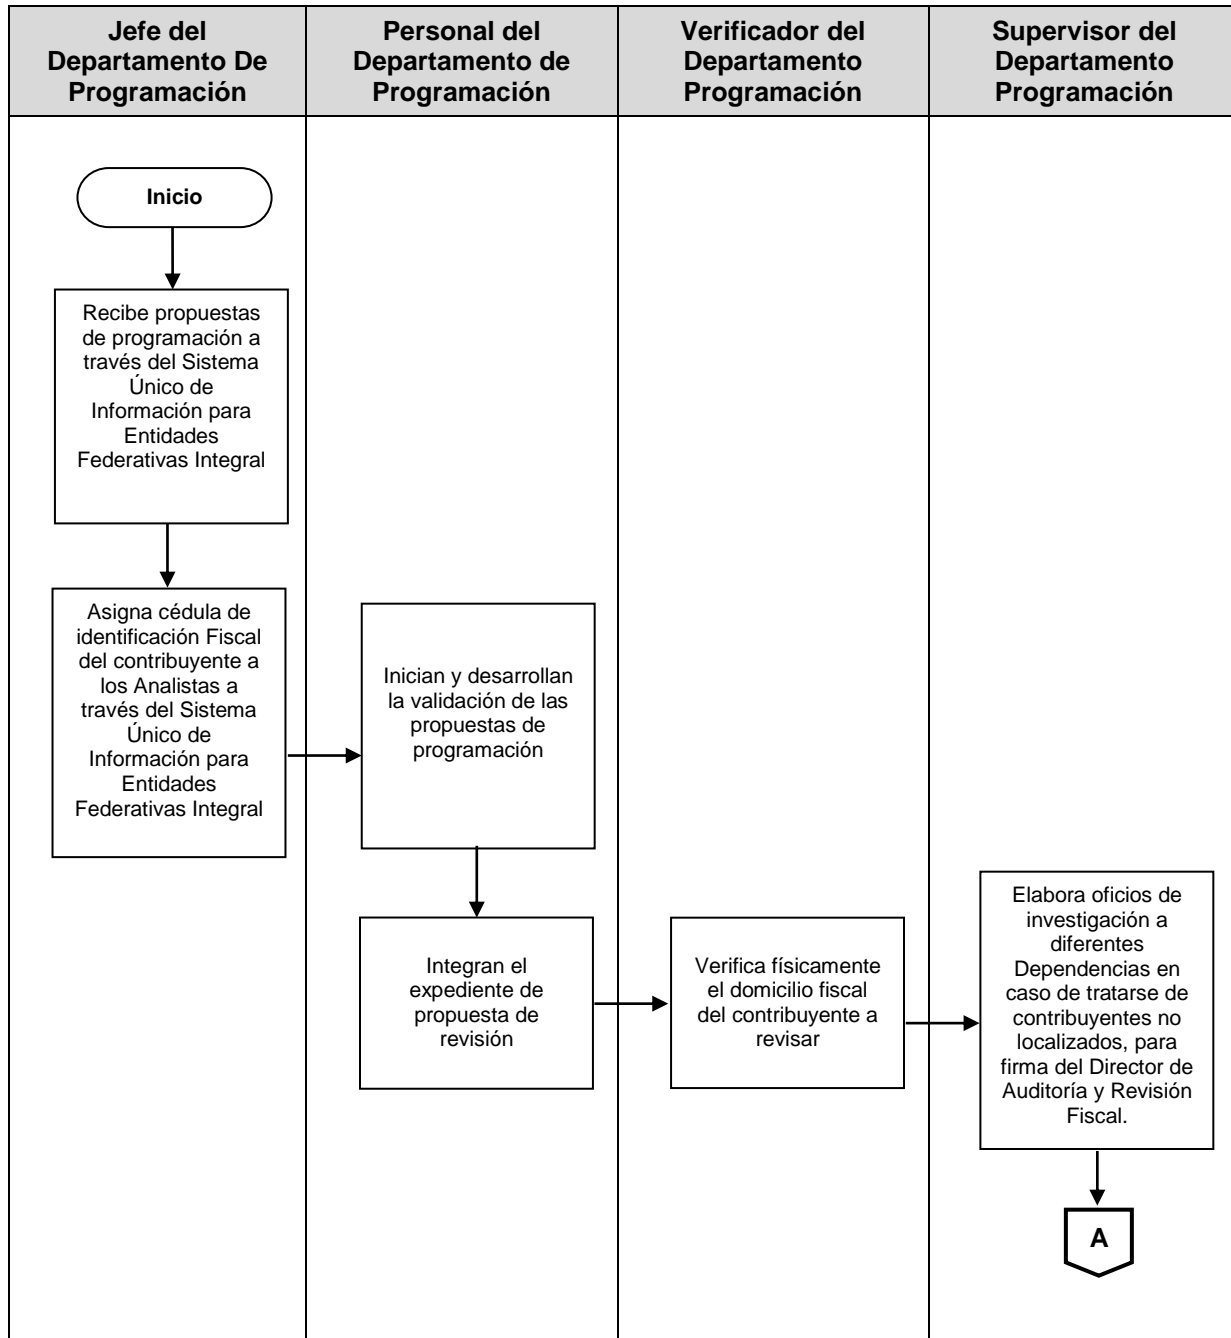 Jefe del
Departamento De
Programación
Personal del
Departamento de
Programación
Verificador del
Departamento
Programación
Supervisor del
Departamento
Programación
Inicio
Recibe propuestas
de programación a
través del Sistema
Único de
Información para
Entidades
Federativas Integral
Asigna cédula de
identificación Fiscal
del contribuyente a
los Analistas a
través del Sistema
Único de
Información para
Entidades
Federativas Integral
Inician y desarrollan
la validación de las
propuestas de
programación
Integran el
expediente de
propuesta de
revisión
Verifica físicamente
el domicilio fiscal
del contribuyente a
revisar
Elabora oficios de
investigación a
diferentes
Dependencias en
caso de tratarse de
contribuyentes no
localizados, para
firma del Director de
Auditoría y Revisión
Fiscal.
A